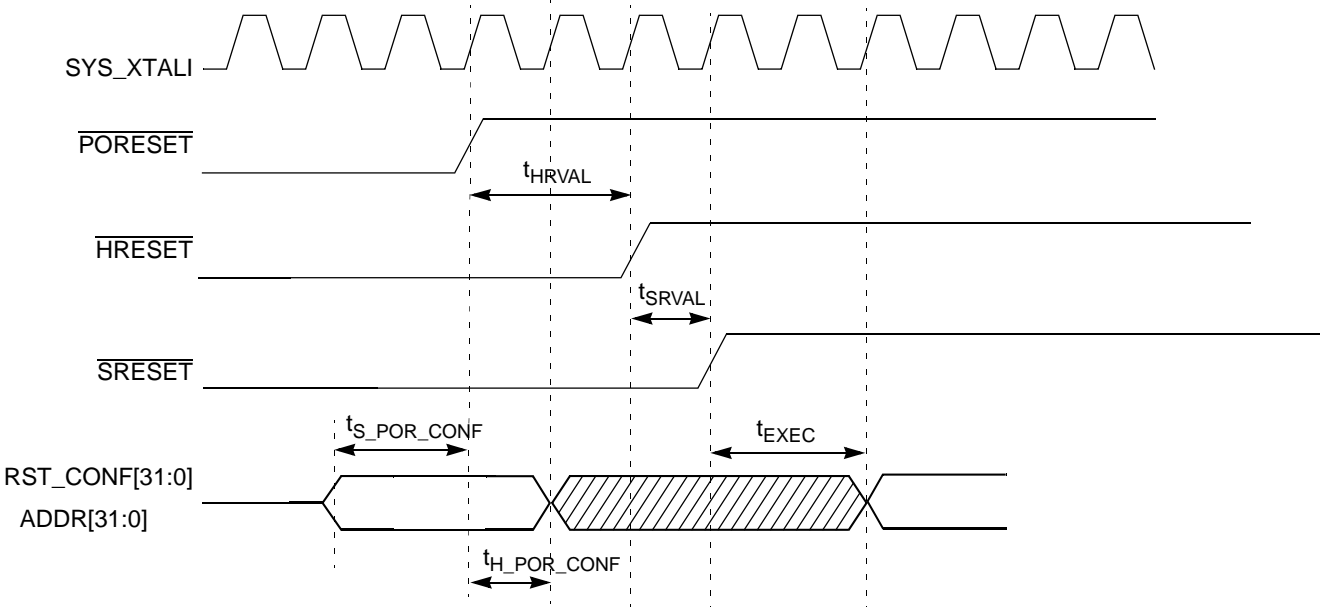 SYS_XTALI
PORESET
tHRVAL
HRESET
tSRVAL
SRESET
tS_POR_CONF
tEXEC
RST_CONF[31:0]
ADDR[31:0]
tH_POR_CONF